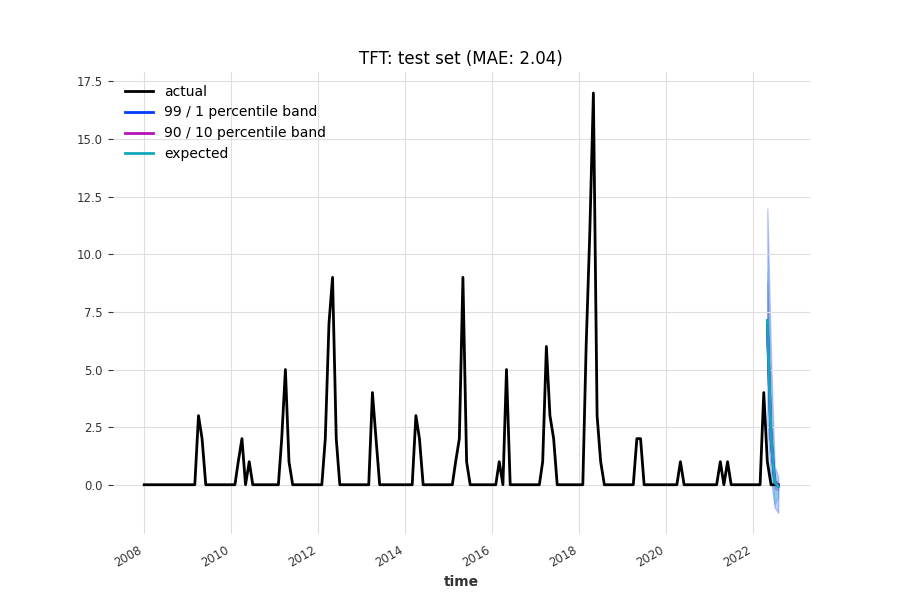 TFT: test set (MAE: 2.04)
actual
99 / 1 percentile band
90 / 10 percentile band
expected
17.5
15.0
12.5
10.0
7.5
5.0
2.5
0.0
2008 2010 2012 2014 2016 2018 2020 2022
time